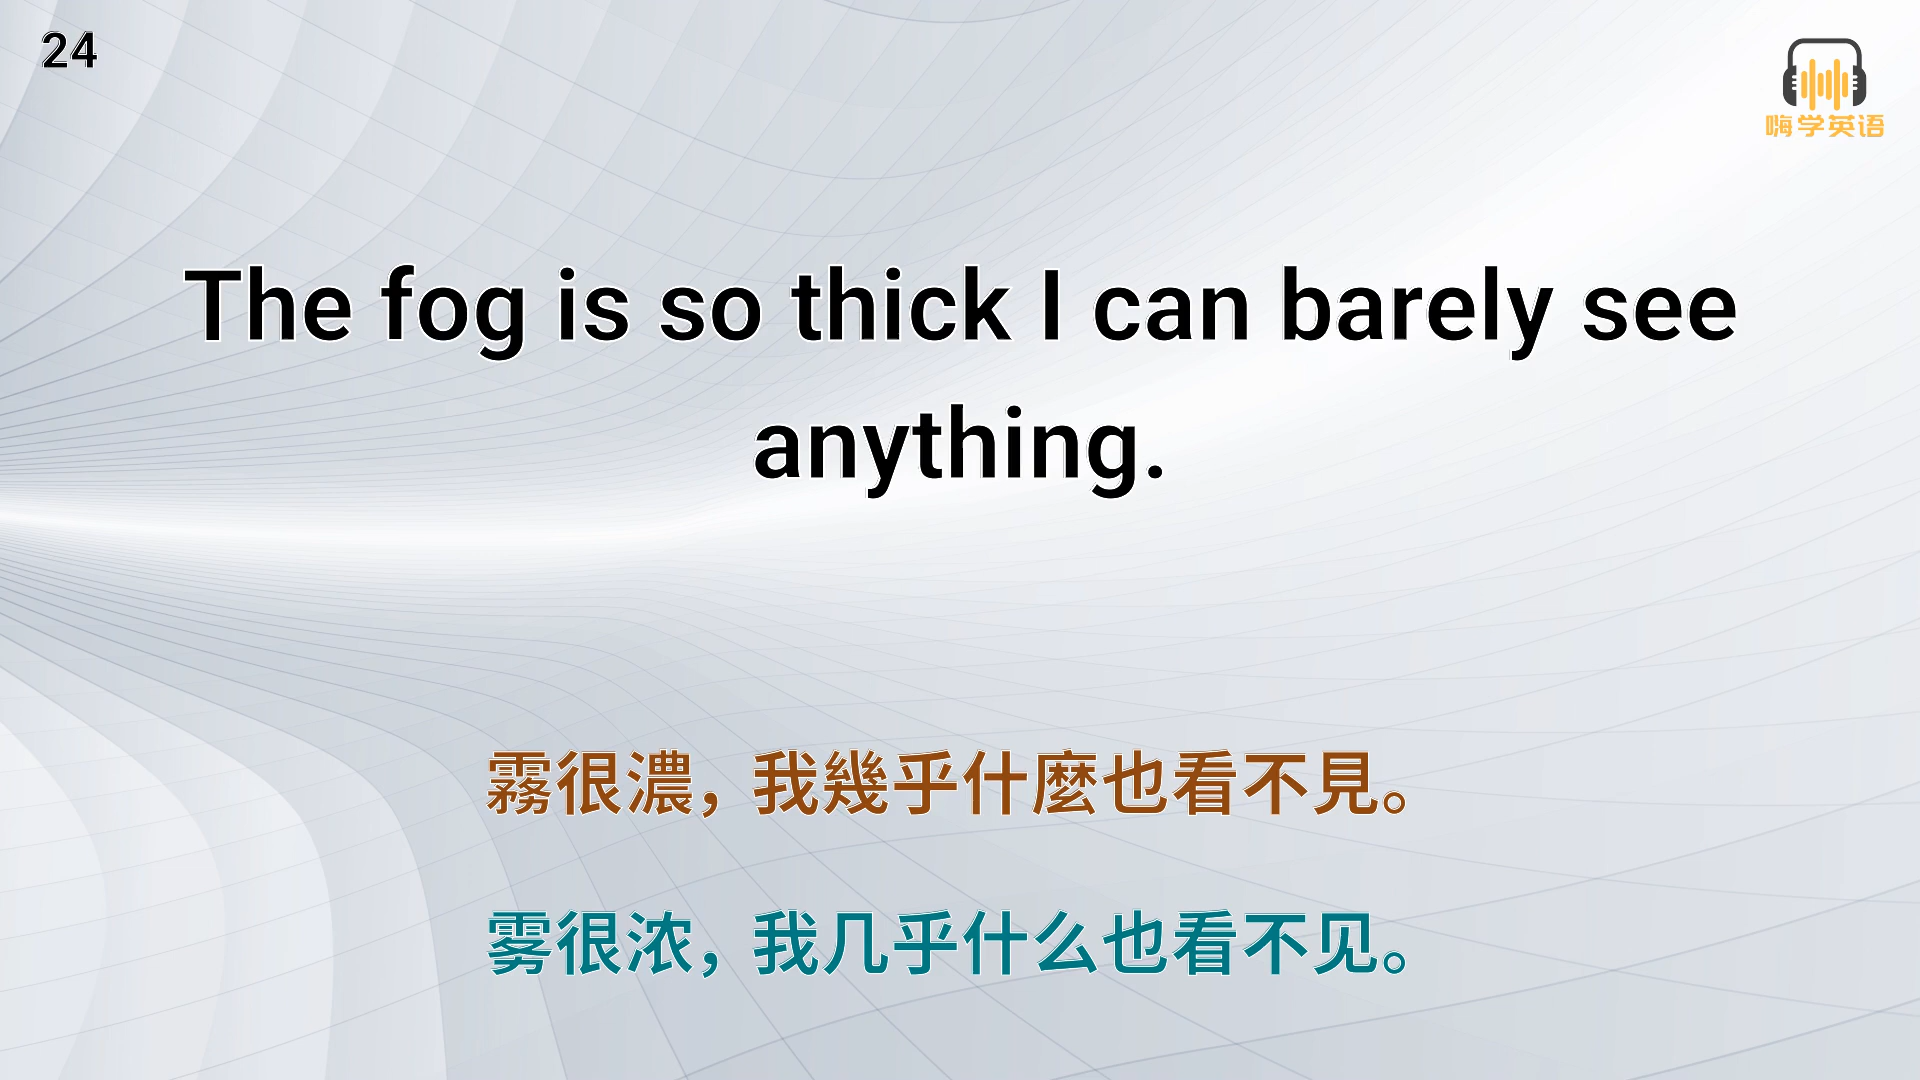 24
嗨学英语
The fog is so thick I can barely see
anything.
霧很濃，我幾乎什麼也看不見。
雾很浓，我几乎什么也看不见。